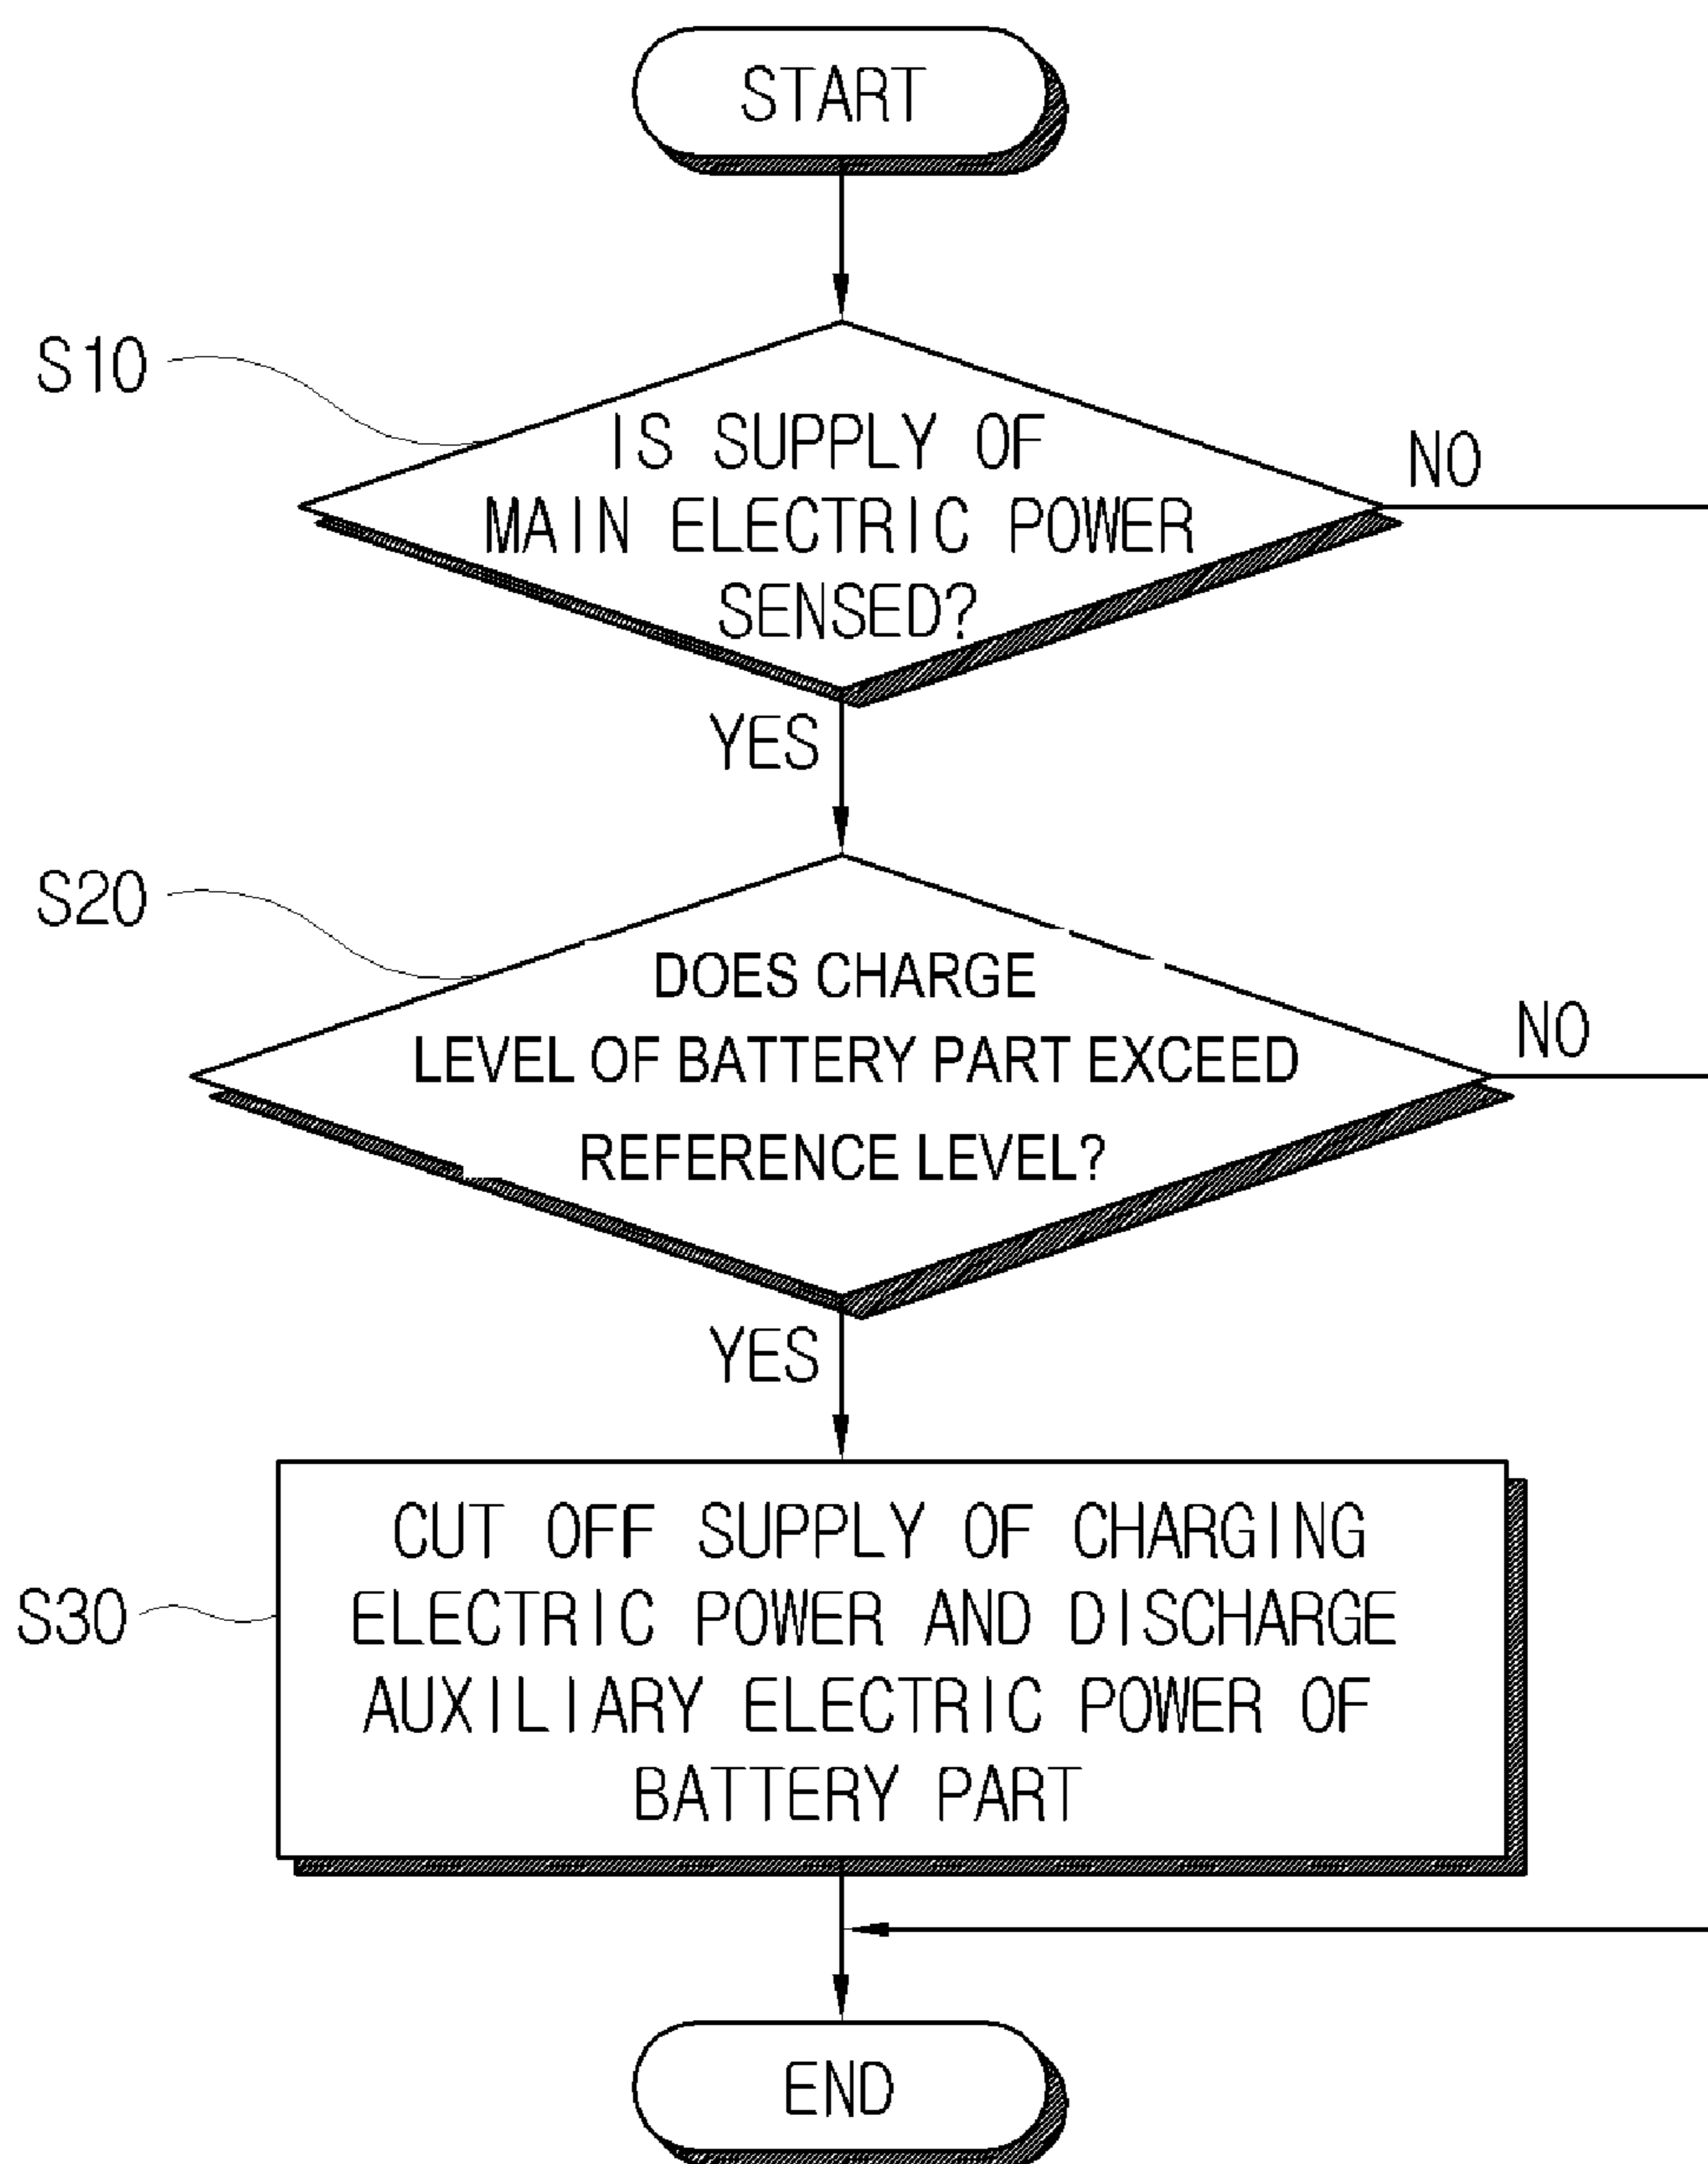 START
S10
IS SUPPLY OF
MAIN ELECTRIC POWER
SENSED?
NO
YES
S20
DOES CHARGE
LEVEL OF BATTERY PART EXCEED
REFERENCE LEVEL?
NO
YES
S30
CUT OFF SUPPLY OF CHARGING
ELECTRIC POWER AND DISCHARGE
AUXILIARY ELECTRIC POWER OF
BATTERY PART
END